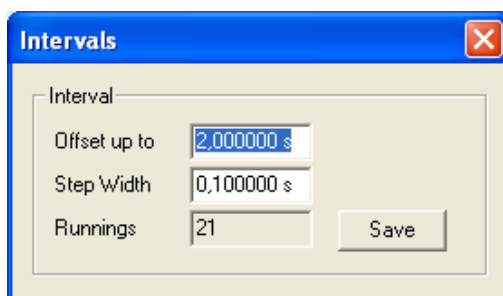 Intervals
Interval
Offset up to 2,000000 s
Step Width 0,100000 s
Runnings 21 Save